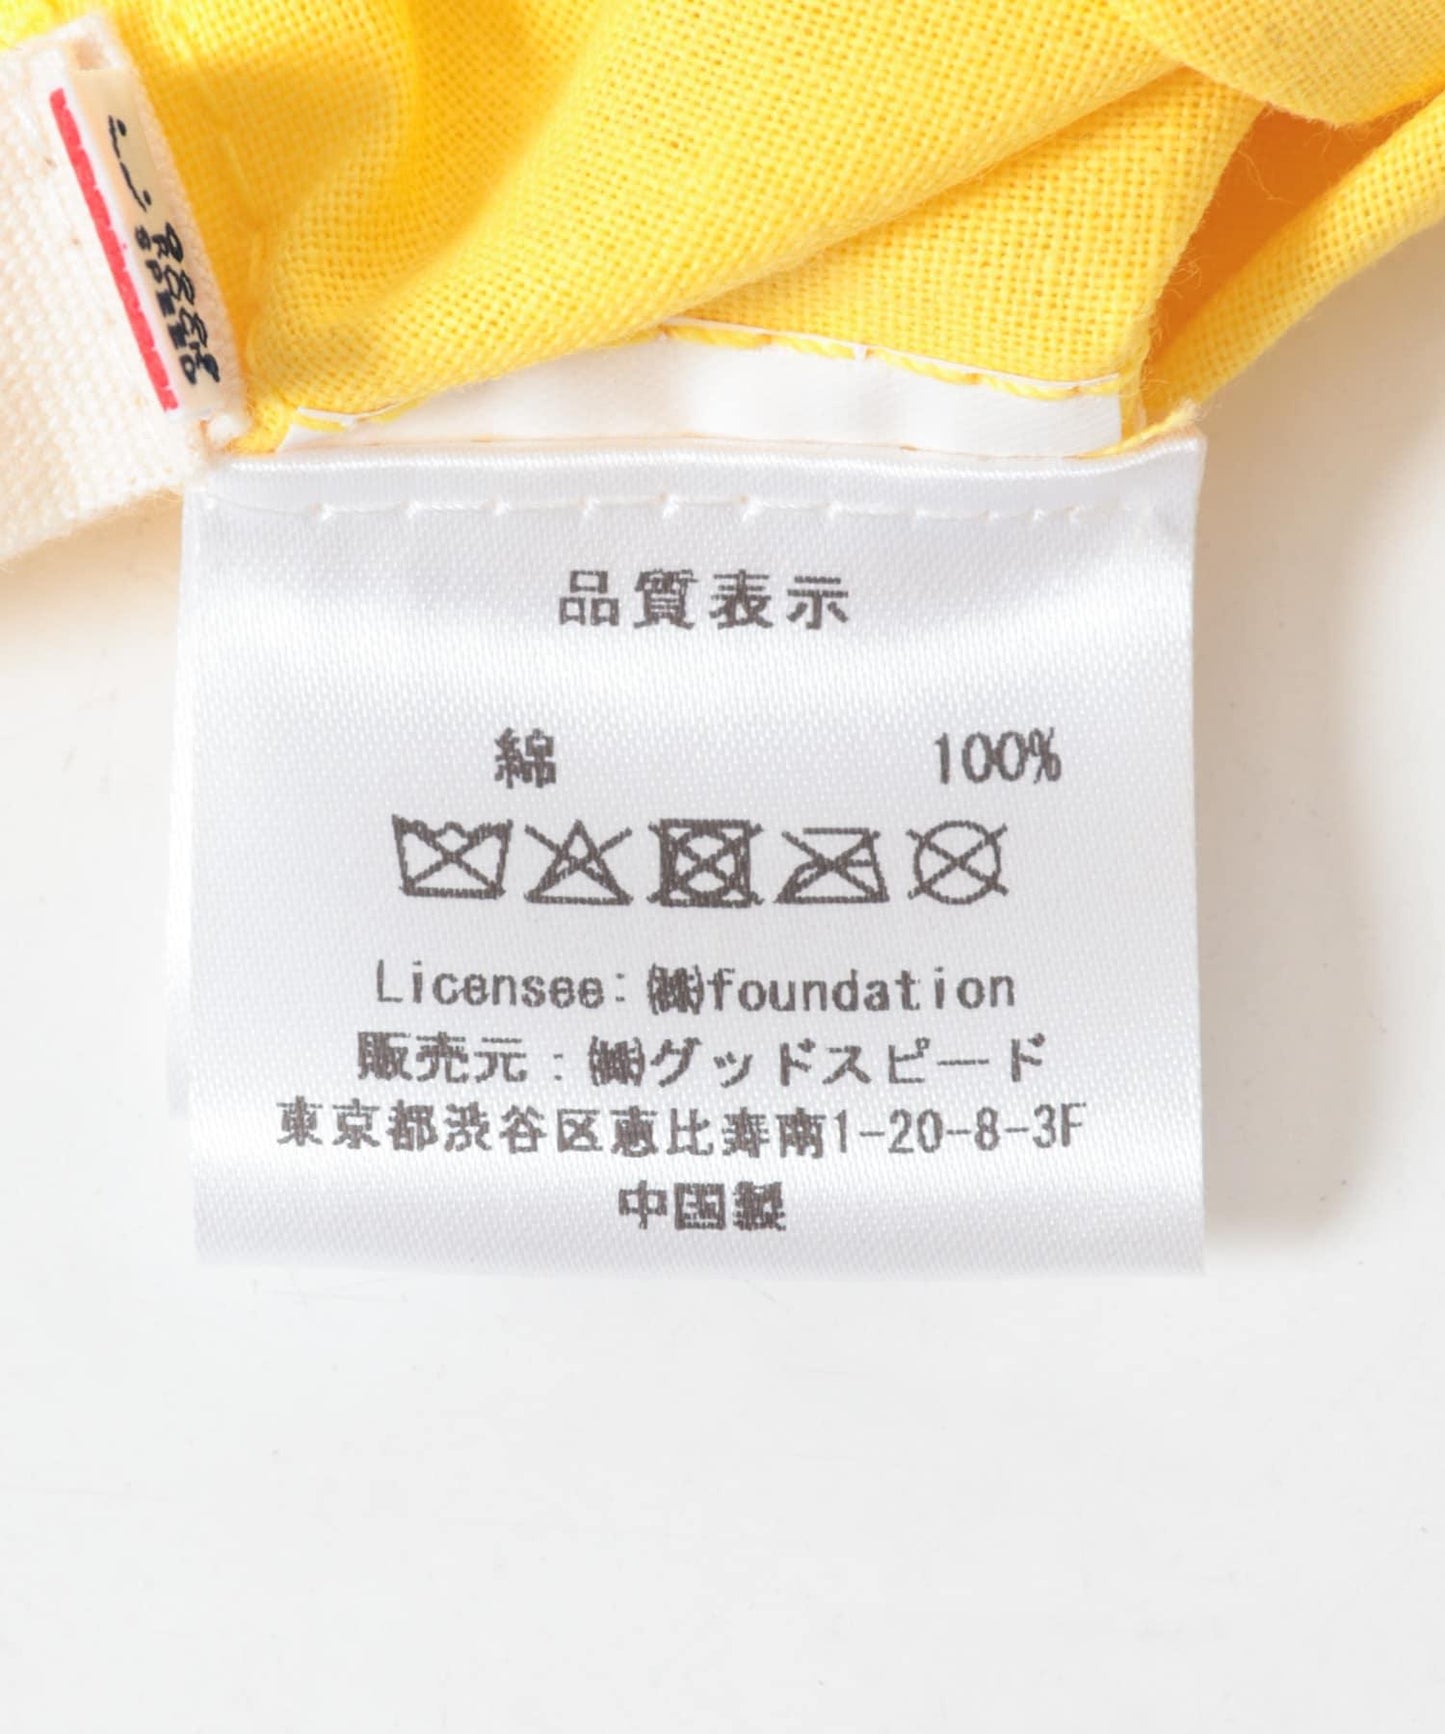 品質表示
綿 100%
Licensee:㈱foundation
販売元:㈱グッドスピード
東京都渋谷区恵比寿南1-20-8-3F
中国製